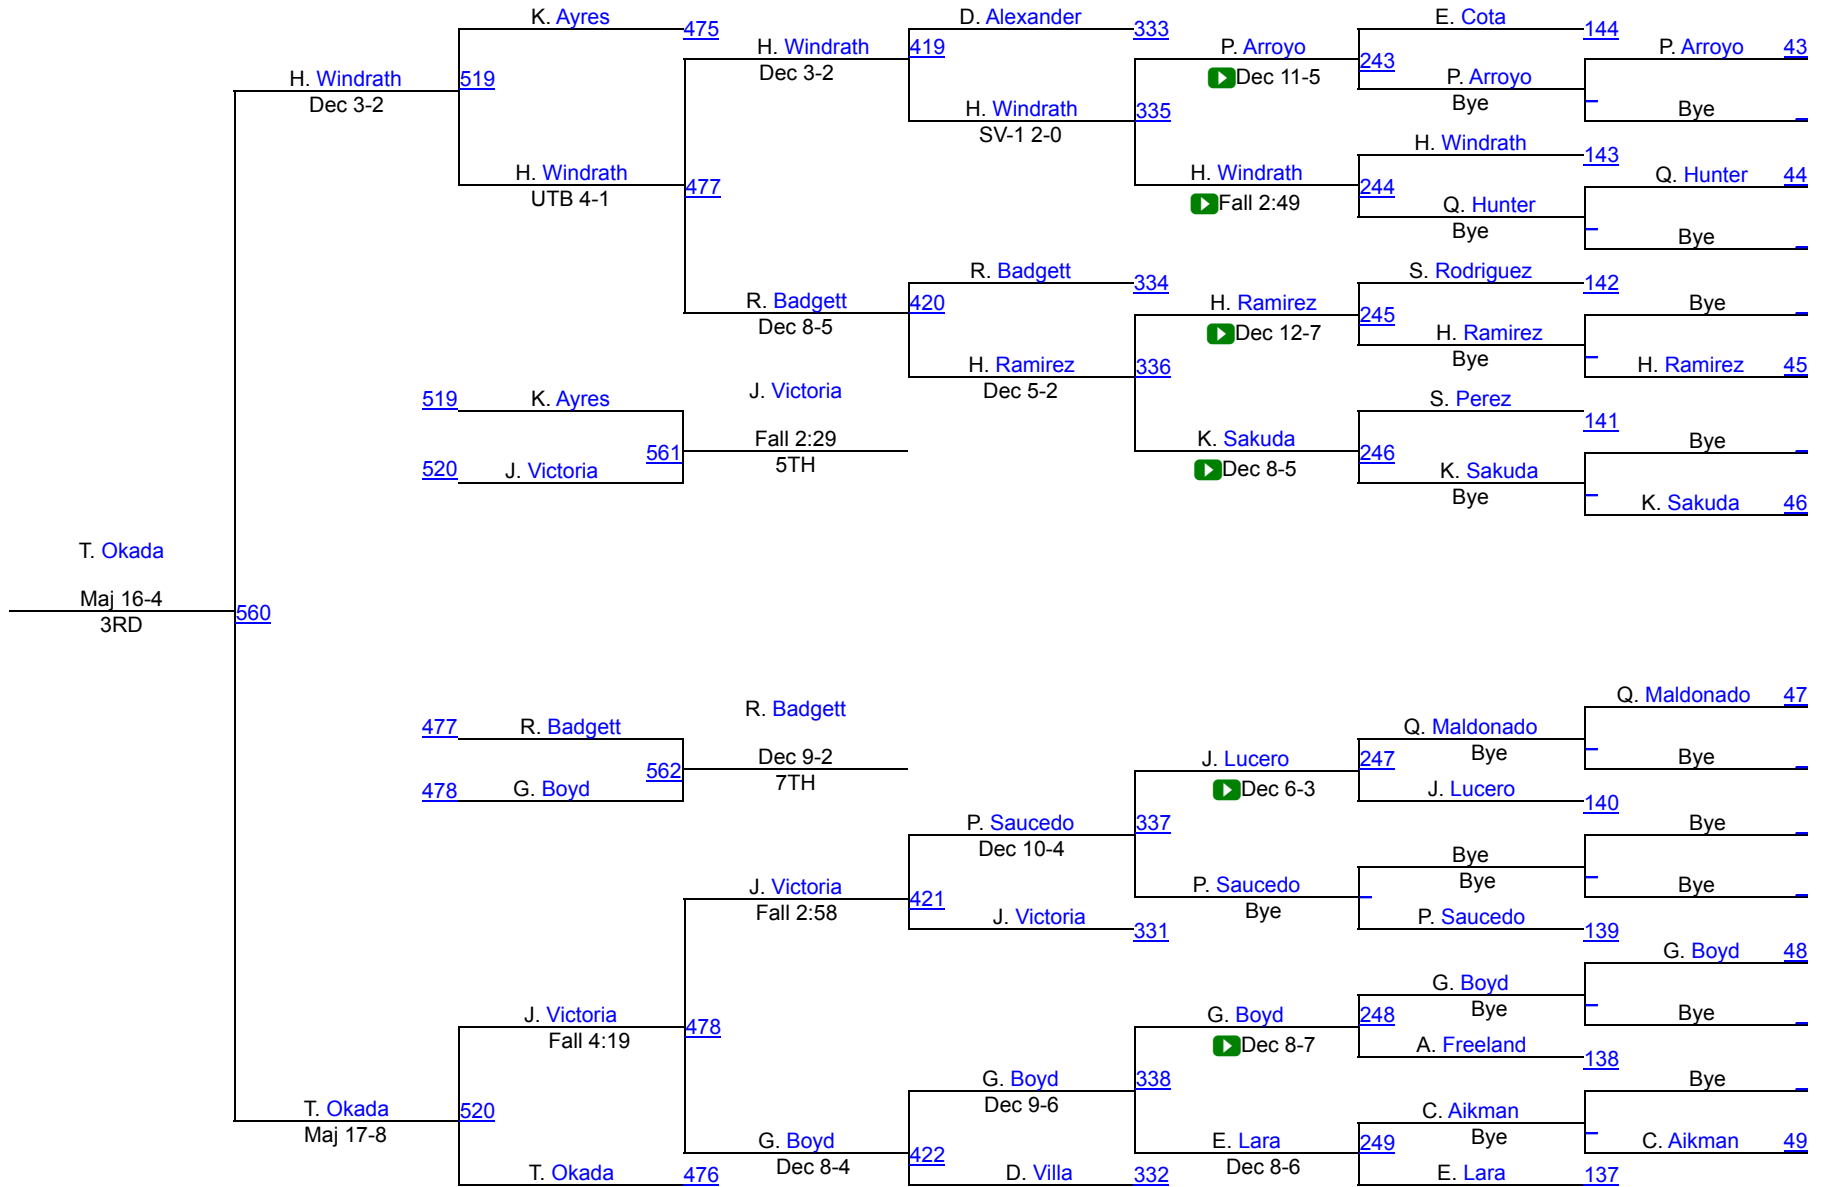 K. Ayres
475
D. Alexander
333
E. Cota
144
H. Windrath
419
Dec 3-2
P. Arroyo
243
Dec 11-5
P. Arroyo
43
H. Windrath
519
Dec 3-2
P. Arroyo
Bye
–
Bye
_
H. Windrath
335
SV-1 2-0
H. Windrath
143
H. Windrath
477
UTB 4-1
H. Windrath
244
Fall 2:49
Q. Hunter
44
Q. Hunter
Bye
–
Bye
_
R. Badgett
334
S. Rodriguez
142
R. Badgett
420
Dec 8-5
H. Ramirez
245
Dec 12-7
Bye
_
H. Ramirez
Bye
–
H. Ramirez
45
H. Ramirez
336
Dec 5-2
519
K. Ayres
J. Victoria
S. Perez
141
561
Fall 2:29
5TH
K. Sakuda
246
Dec 8-5
Bye
_
520
J. Victoria
K. Sakuda
Bye
–
K. Sakuda
46
T. Okada
Maj 16-4
3RD
560
477
R. Badgett
R. Badgett
Q. Maldonado
47
Q. Maldonado
Bye
–
562
Dec 9-2
7TH
J. Lucero
247
Dec 6-3
Bye
_
478
G. Boyd
J. Lucero
140
P. Saucedo
337
Dec 10-4
Bye
_
Bye
Bye
–
J. Victoria
421
Fall 2:58
P. Saucedo
Bye
–
Bye
_
J. Victoria
331
P. Saucedo
139
G. Boyd
48
G. Boyd
Bye
–
J. Victoria
478
Fall 4:19
G. Boyd
248
Dec 8-7
Bye
_
A. Freeland
138
G. Boyd
338
Dec 9-6
Bye
_
T. Okada
520
Maj 17-8
C. Aikman
Bye
–
G. Boyd
422
Dec 8-4
E. Lara
249
Dec 8-6
C. Aikman
49
T. Okada
476
D. Villa
332
E. Lara
137